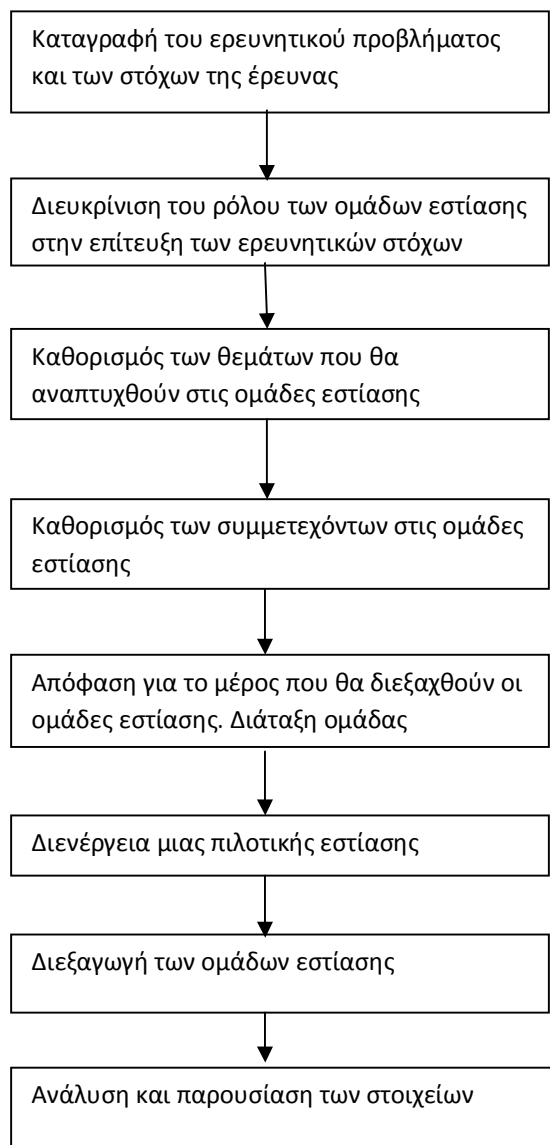 Καταγραφή του ερευνητικού προβλήματος
και των στόχων της έρευνας
Διευκρίνιση του ρόλου των ομάδων εστίασης
στην επίτευξη των ερευνητικών στόχων
Καθορισμός των θεμάτων που θα
αναπτυχθούν στις ομάδες εστίασης
Καθορισμός των συμμετεχόντων στις ομάδες
εστίασης
Απόφαση για το μέρος που θα διεξαχθούν οι
ομάδες εστίασης. Διάταξη ομάδας
Διενέργεια μιας πιλοτικής εστίασης
Διεξαγωγή των ομάδων εστίασης
Ανάλυση και παρουσίαση των στοιχείων